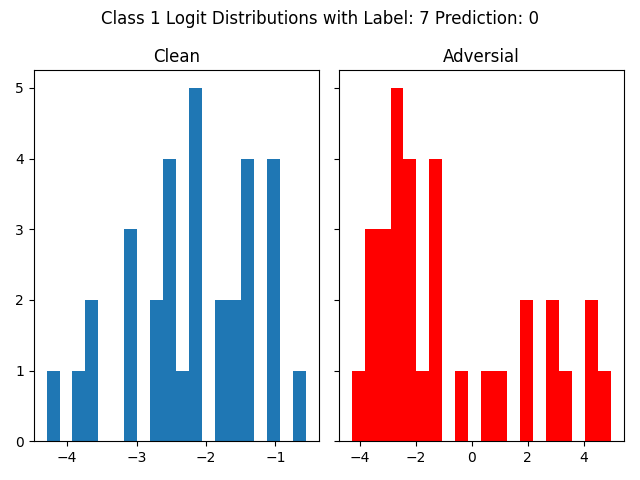 Class 1 Logit Distributions with Label: 7 Prediction: 0
Clean
Adversial
5
4
3
2
1
0
−4 −3 −2 −1
−4 −2 0 2 4